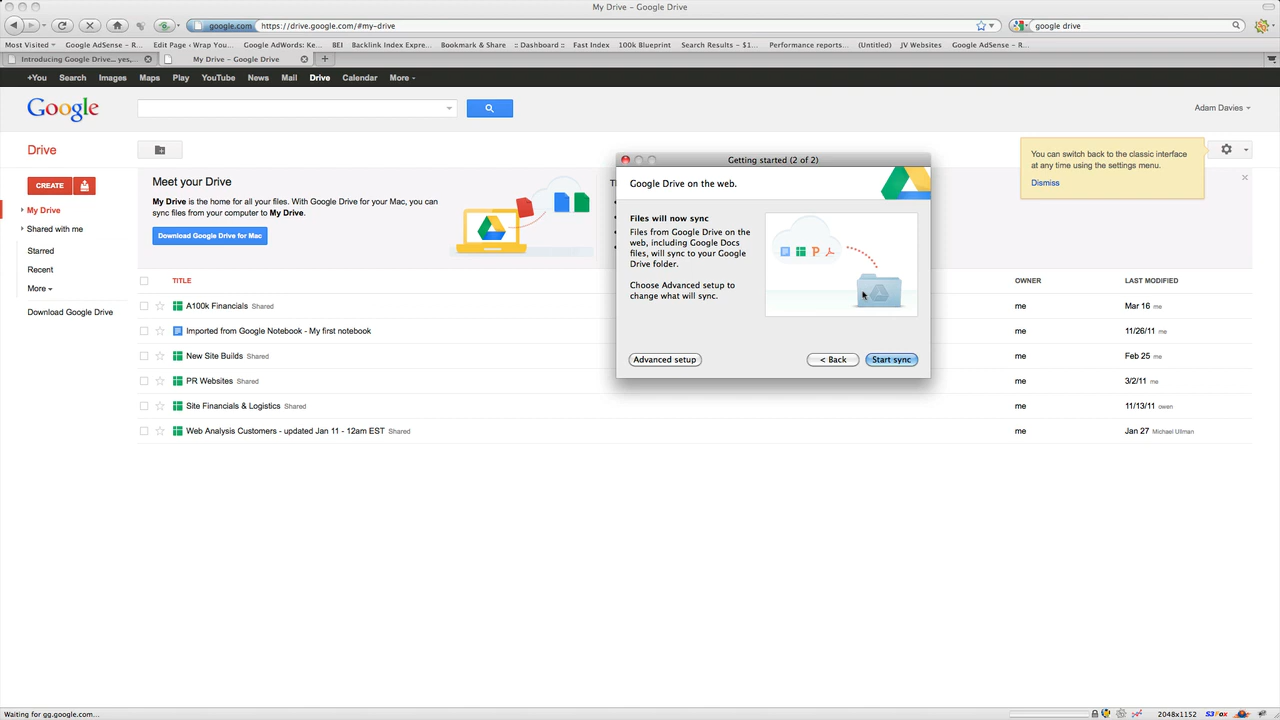 My Drive - Google Drive
google.com
https://drive.google.com/#my-drive
google drive
Most Visited
Google AdSense - R...
Edit Page ‹ Wrap You...
Google AdWords: Ke...
BEI
Backlink Index Expre...
Bookmark & Share
:: Dashboard ::
Fast Index
100k Blueprint
Search Results - $1...
Performance reports...
(Untitled)
JV Websites
Google AdSense - R...
Introducing Google Drive... yes,...
My Drive - Google Drive
+You Search Images Maps Play YouTube News Mail Drive Calendar More
Google
Adam Davies
Drive
You can switch back to the classic interface
at any time using the settings menu.
Dismiss
CREATE
My Drive
Shared with me
Starred
Recent
More
Download Google Drive
Meet your Drive
My Drive is the home for all your files. With Google Drive for your Mac, you can
sync files from your computer to My Drive.
Download Google Drive for Mac
Getting started (2 of 2)
Google Drive on the web.
Files will now sync
Files from Google Drive on the
web, including Google Docs
files, will sync to your Google
Drive folder.
Choose Advanced setup to
change what will sync.
Advanced setup
< Back
Start sync
TITLE
OWNER
LAST MODIFIED
A100k Financials Shared
me
Mar 16 me
Imported from Google Notebook - My first notebook
me
11/26/11 me
New Site Builds Shared
me
Feb 25 me
PR Websites Shared
me
3/2/11 me
Site Financials & Logistics Shared
me
11/13/11 owen
Web Analysis Customers - updated Jan 11 - 12am EST Shared
me
Jan 27 Michael Ullman
Waiting for gg.google.com...
2048x1152
S3Fox